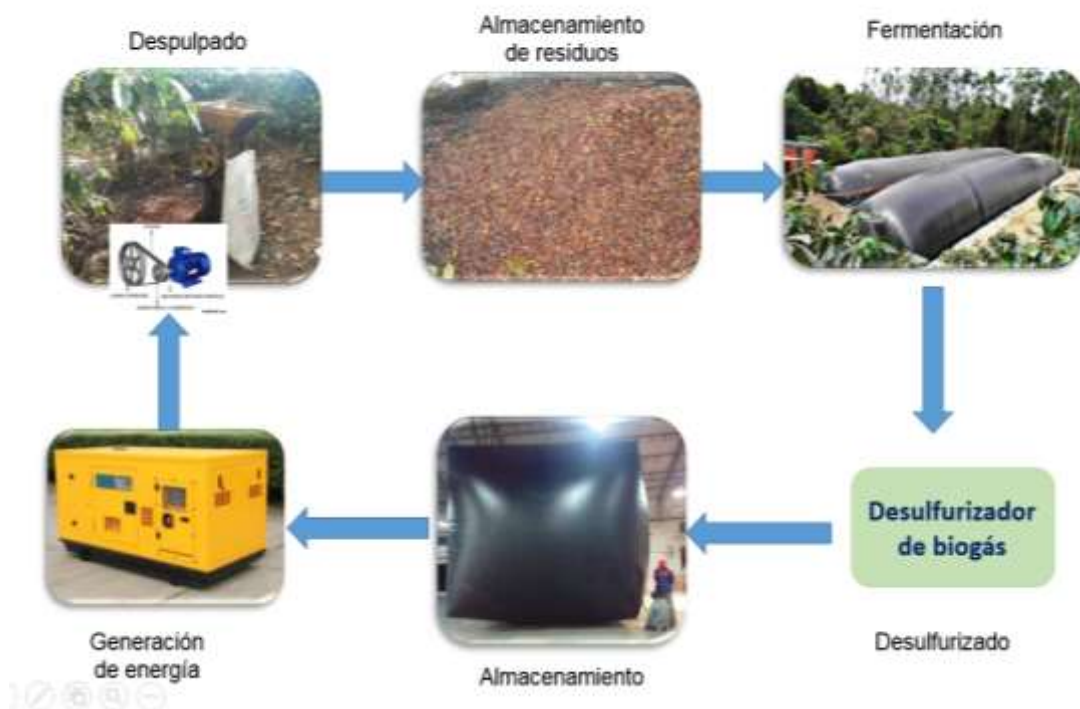 Despulpado
Almacenamiento
de residuos
Fermentación
Desulfurizador
de biogás
Desulfurizado
Almacenamiento
Generación
de energía